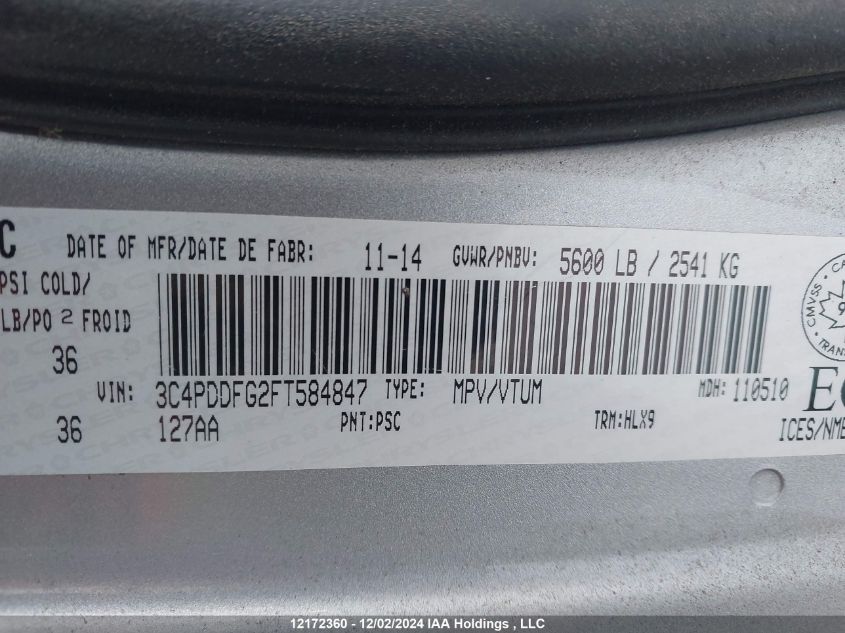 C DATE OF MFR/DATE DE FABR: 11-14 GVWR/PNBV: 5600 LB / 2541 KG
PSI COLD/
LB/PO 2 FROID
36
VIN: 3C4PDDFG2FT584847 TYPE: MPV/VTUM MDH: 110510
36 127AA PNT:PSC TRM:HLX9
ICES/NMB
CMVSS
TRANS
12172360 - 12/02/2024 IAA Holdings , LLC